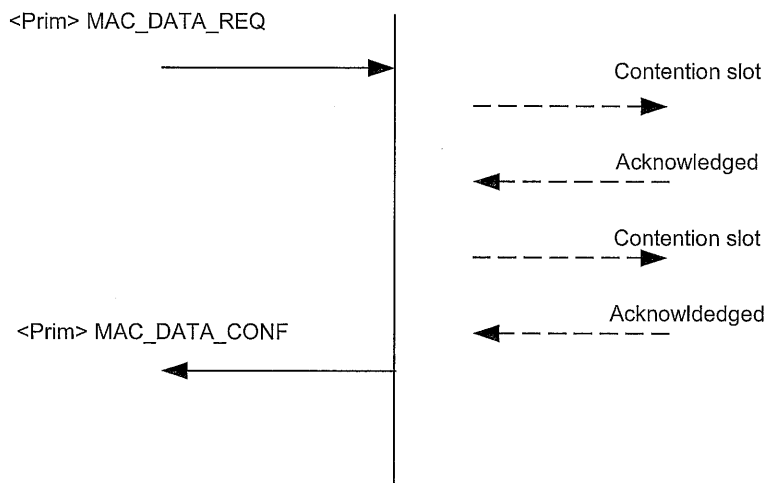 <Prim> MAC_DATA_REQ
Contention slot
Acknowledged
Contention slot
Acknowldedged
<Prim> MAC_DATA_CONF